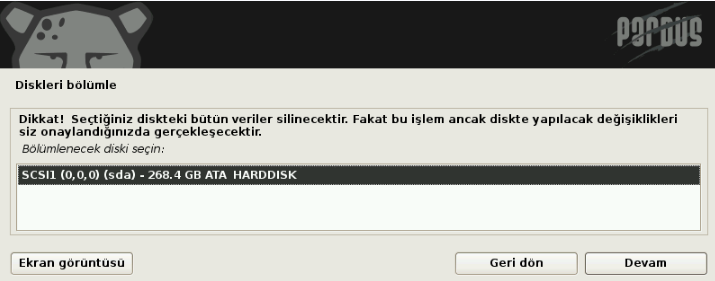 PARDUS
Diskleri bölümle
Dikkat!  Seçtiğiniz diskteki bütün veriler silinecektir. Fakat bu işlem ancak diskte yapılacak değişiklikleri
siz onaylandığınızda gerçekleşecektir.
Bölümlenecek diski seçin:
SCSI1 (0,0,0) (sda) - 268.4 GB ATA  HARDDISK
Ekran görüntüsü
Geri dön
Devam